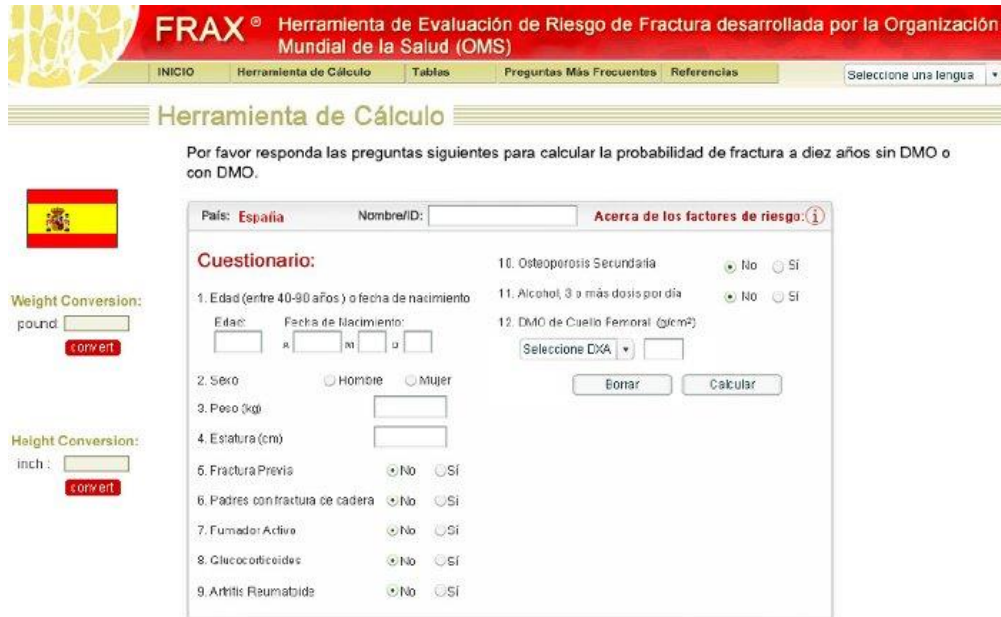 FRAX ® Herramienta de Evaluación de Riesgo de Fractura desarrollada por la Organización
Mundial de la Salud (OMS)
INICIO Herramienta de Cálculo Tablas Preguntas Más Frecuentes Referencias Seleccione una lengua
Herramienta de Cálculo
Por favor responda las preguntas siguientes para calcular la probabilidad de fractura a diez años sin DMO o
con DMO.
País: España Nombre/ID: Acerca de los factores de riesgo: i
Weight Conversion:
pound:
convert
Height Conversion:
inch :
convert
Cuestionario:
1. Edad (entre 40-90 años) o fecha de nacimiento
Edad: Fecha de Nacimiento:
A: M: D:
2. Sexo Hombre Mujer
3. Peso (kg)
4. Estatura (cm)
5. Fractura Previa No Sí
6. Padres con fractura de cadera No Sí
7. Fumador Activo No Sí
8. Glucocorticoides No Sí
9. Artritis Reumatoide No Sí
10. Osteoporosis Secundaria No Sí
11. Alcohol, 3 o más dosis por día No Sí
12. DMO de Cuello Femoral (g/cm²)
Seleccione DXA
Borrar Calcular